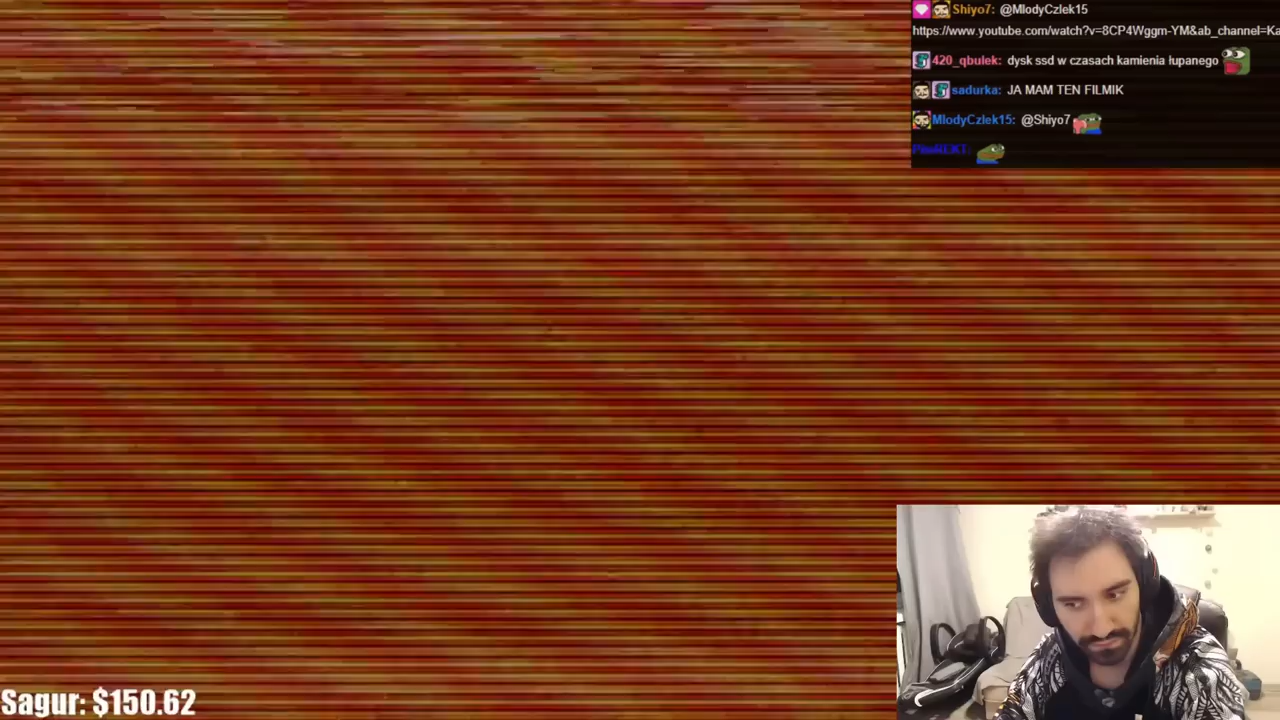 Shiyo7: @MlodyCzlek15
https://www.youtube.com/watch?v=8CP4Wggm-YM&ab_channel=Ka
420_qbulek: dysk ssd w czasach kamienia łupanego
sadurka: JA MAM TEN FILMIK
MlodyCzlek15: @Shiyo7
Sagur: $150.62